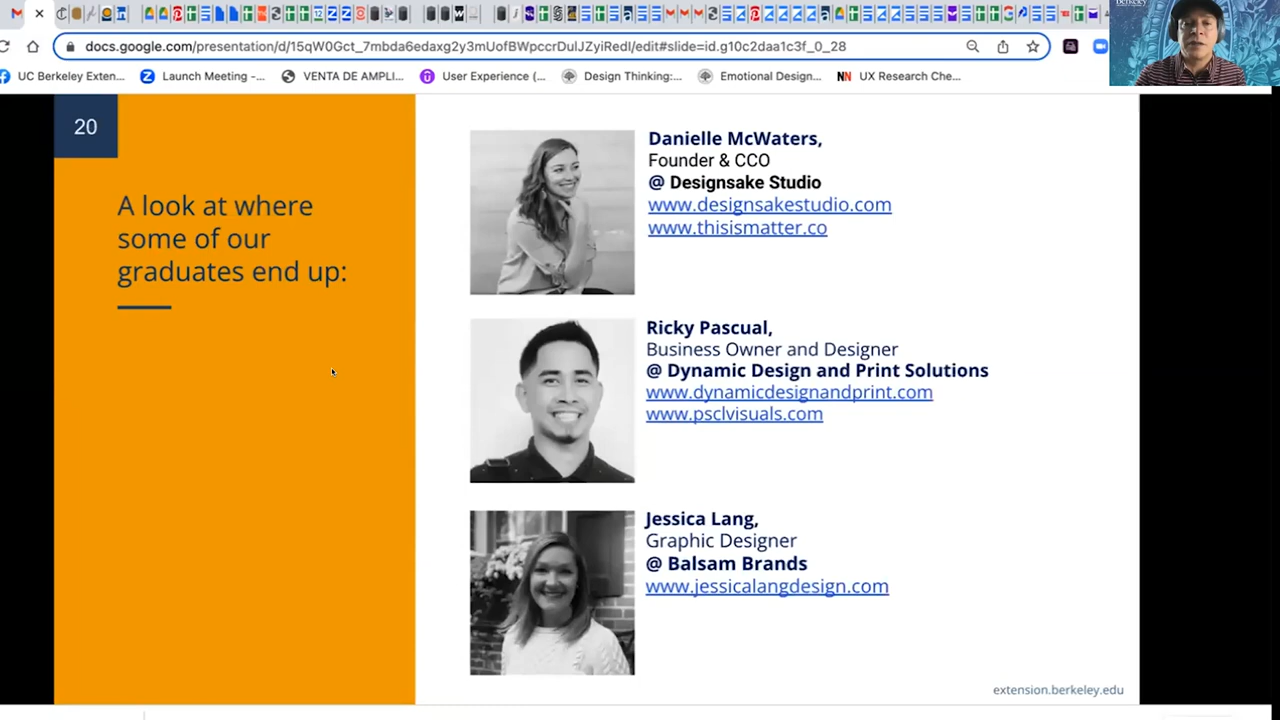 docs.google.com/presentation/d/15qW0Gct_7mbda6edaxg2y3mUofBWpccrDulJZyiRedI/edit#slide=id.g10c2daa1c3f_0_28
UC Berkeley Exten...
Launch Meeting -...
VENTA DE AMPLI...
User Experience (...
Design Thinking:...
Emotional Design...
UX Research Che...
Berkeley
20
A look at where
some of our
graduates end up:
Danielle McWaters,
Founder & CCO
@ Designsake Studio
www.designsakestudio.com
www.thisismatter.co
Ricky Pascual,
Business Owner and Designer
@ Dynamic Design and Print Solutions
www.dynamicdesignandprint.com
www.psclvisuals.com
Jessica Lang,
Graphic Designer
@ Balsam Brands
www.jessicalangdesign.com
extension.berkeley.edu